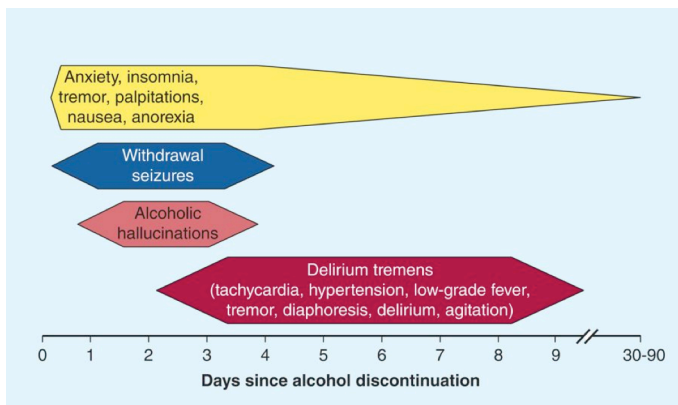 Anxiety, insomnia,
tremor, palpitations,
nausea, anorexia
Withdrawal
seizures
Alcoholic
hallucinations
Delirium tremens
(tachycardia, hypertension, low-grade fever,
tremor, diaphoresis, delirium, agitation)
0 1 2 3 4 5 6 7 8 9 30-90
Days since alcohol discontinuation